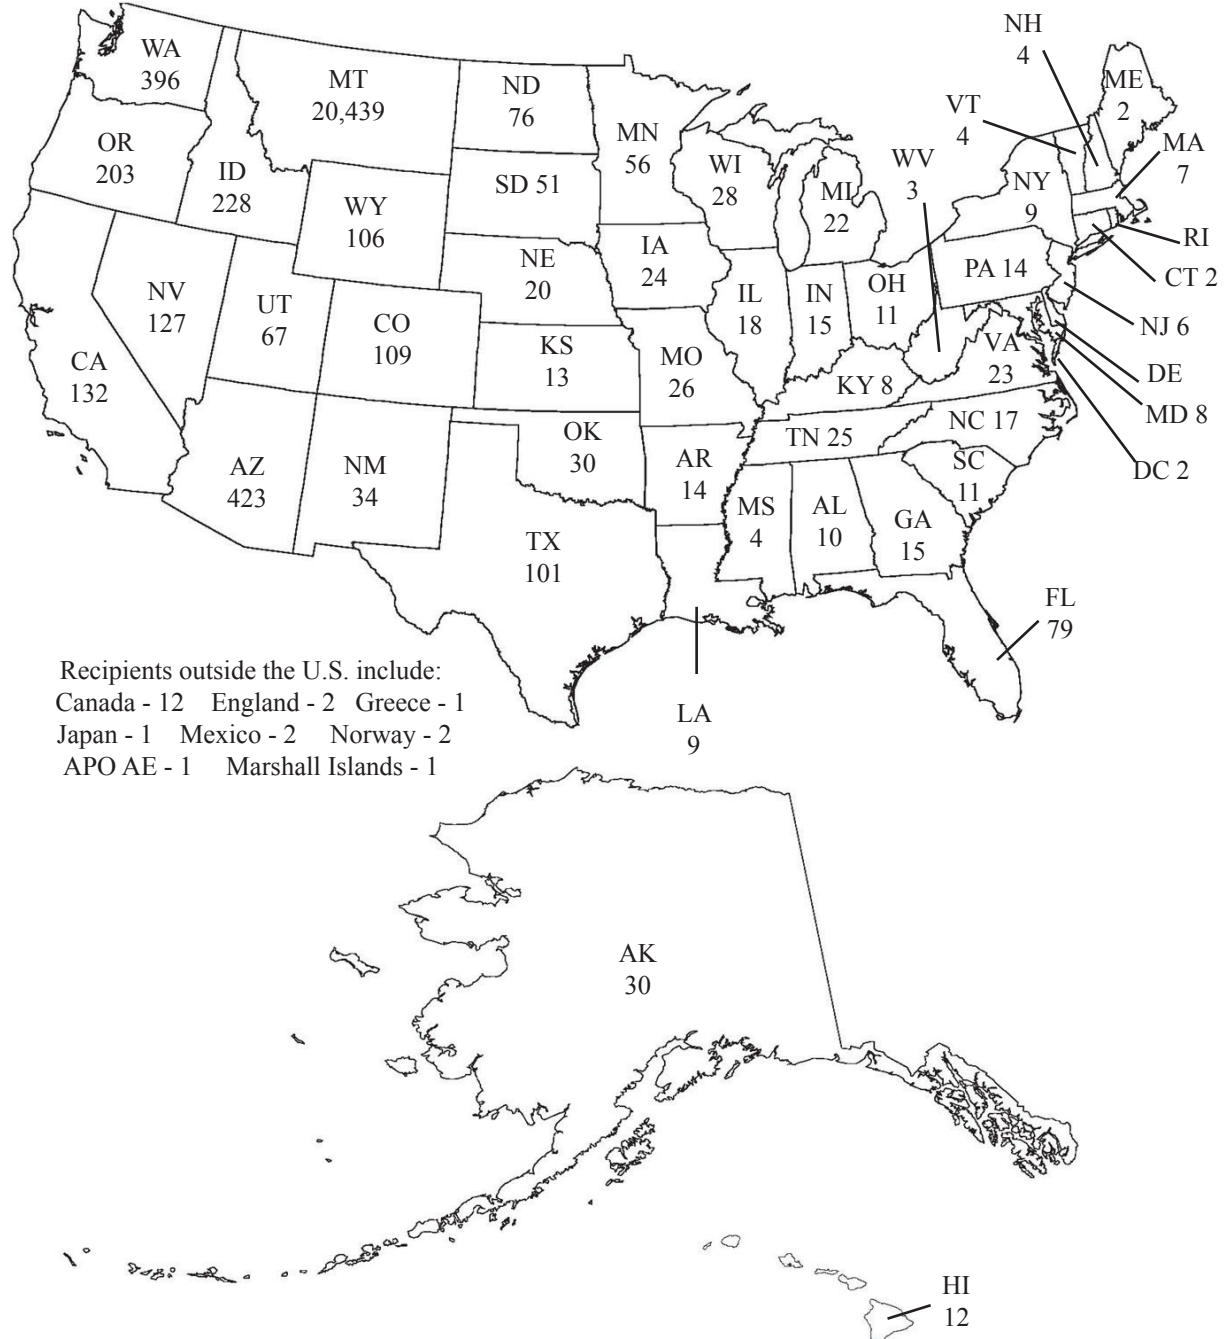 WA
396
MT
20,439
ND
76
MN
56
NH
4
ME
2
VT
4
MA
7
OR
203
ID
228
WY
106
SD 51
WI
28
MI
22
WV
3
NY
9
RI
CT 2
PA 14
NJ 6
NV
127
UT
67
CO
109
NE
20
IA
24
IL
18
IN
15
OH
11
VA
23
DE
MD 8
DC 2
CA
132
KS
13
MO
26
KY 8
AZ
423
NM
34
OK
30
AR
14
TN 25
NC 17
SC
11
MS
4
AL
10
GA
15
TX
101
FL
79
LA
9
Recipients outside the U.S. include:
Canada - 12 England - 2 Greece - 1
Japan - 1 Mexico - 2 Norway - 2
APO AE - 1 Marshall Islands - 1
AK
30
HI
12